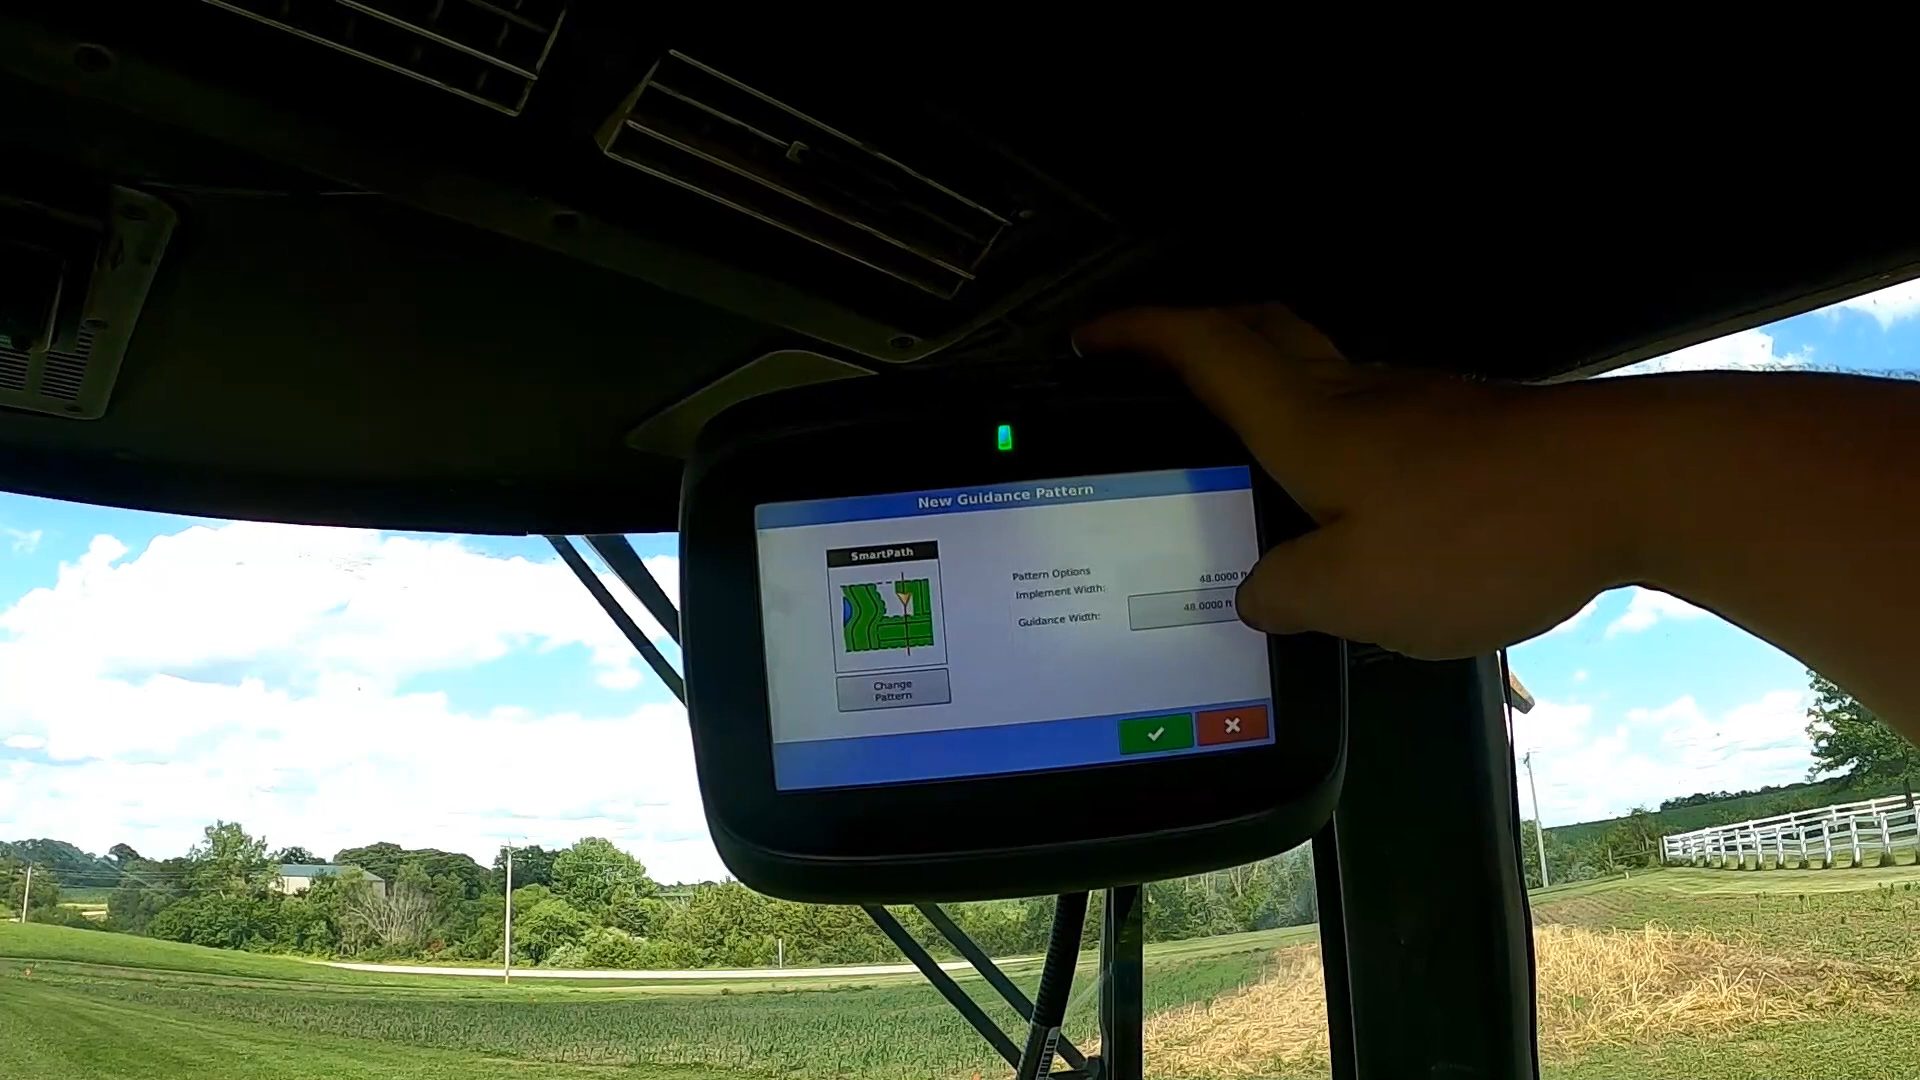 New Guidance Pattern
SmartPath
Pattern Options
Implement Width: 48.0000 ft
Guidance Width: 48.0000 ft
Change
Pattern